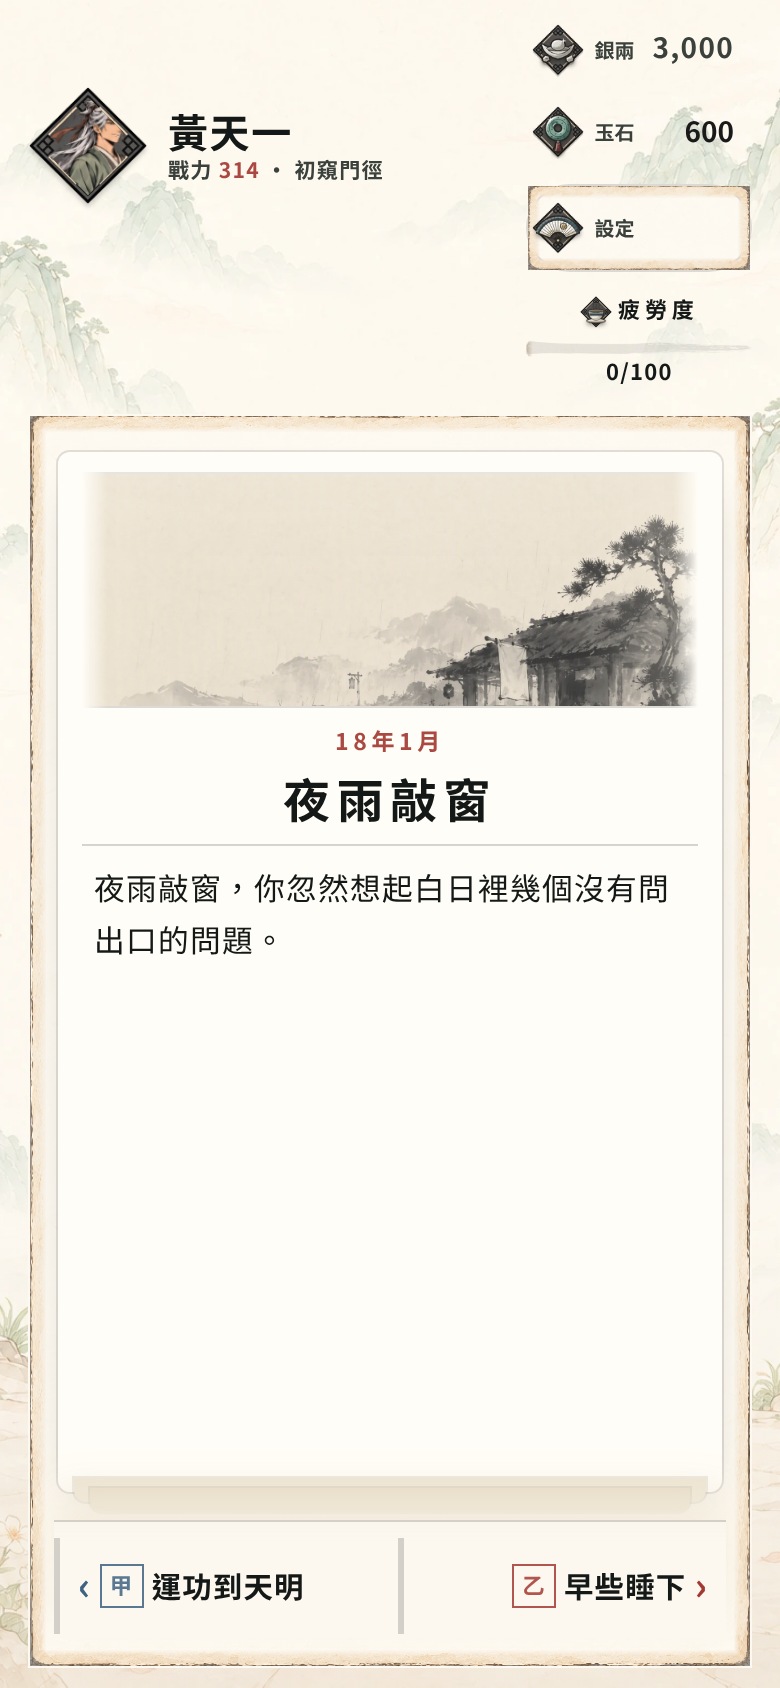 銀兩 3,000
黃天一
戰力 314 · 初窺門徑
玉石 600
設定
疲勞度
0/100
18年1月
夜雨敲窗
夜雨敲窗，你忽然想起白日裡幾個沒有問
出口的問題。
‹ 甲 運功到天明
乙 早些睡下 ›